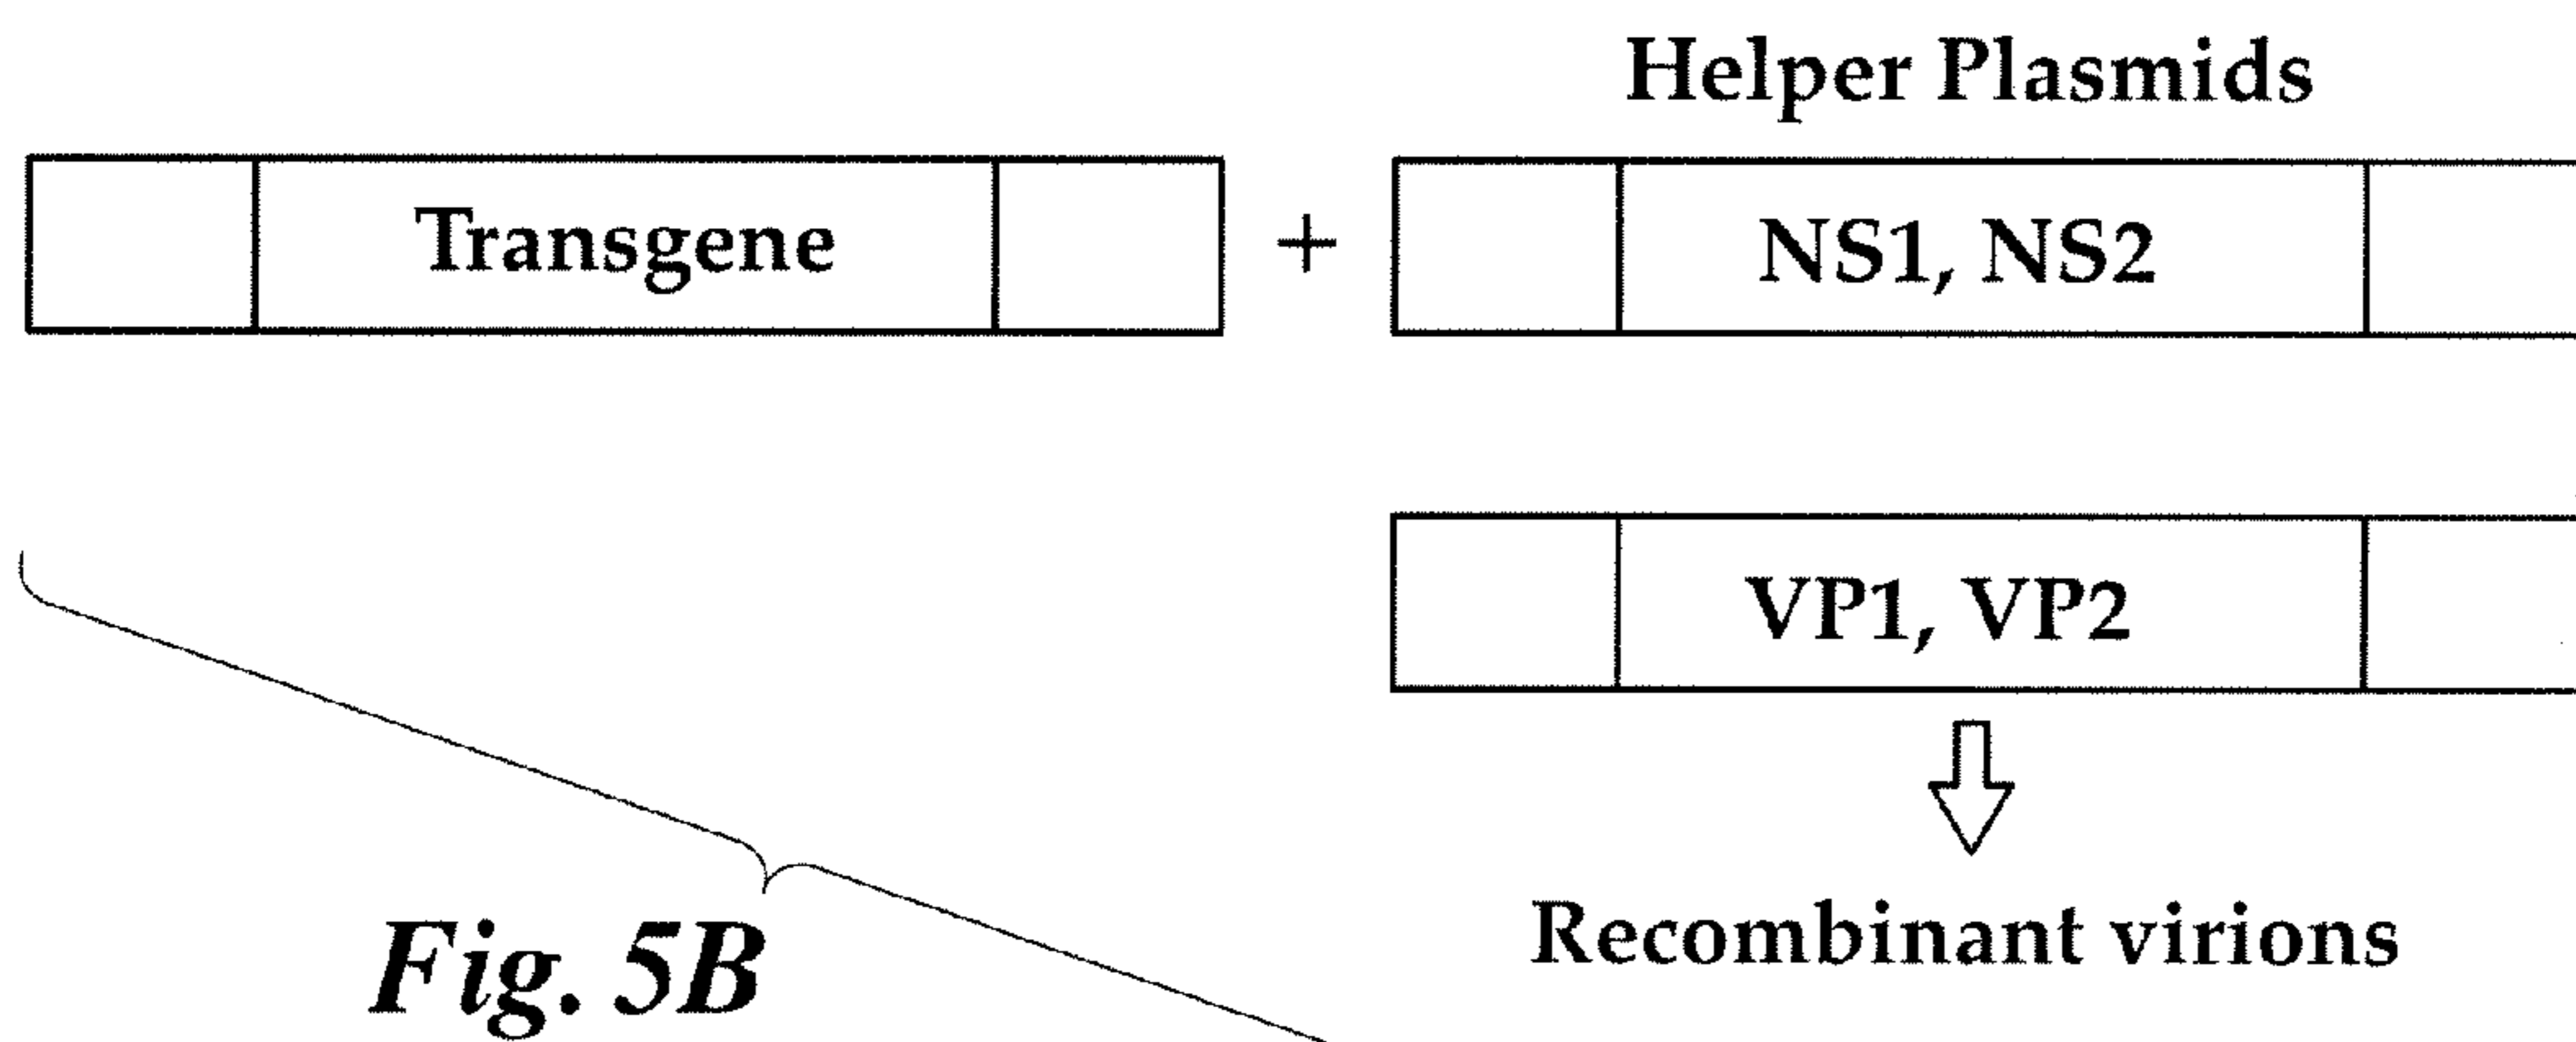 Helper Plasmids
Transgene + NS1, NS2
VP1, VP2
Recombinant virions
Fig. 5B